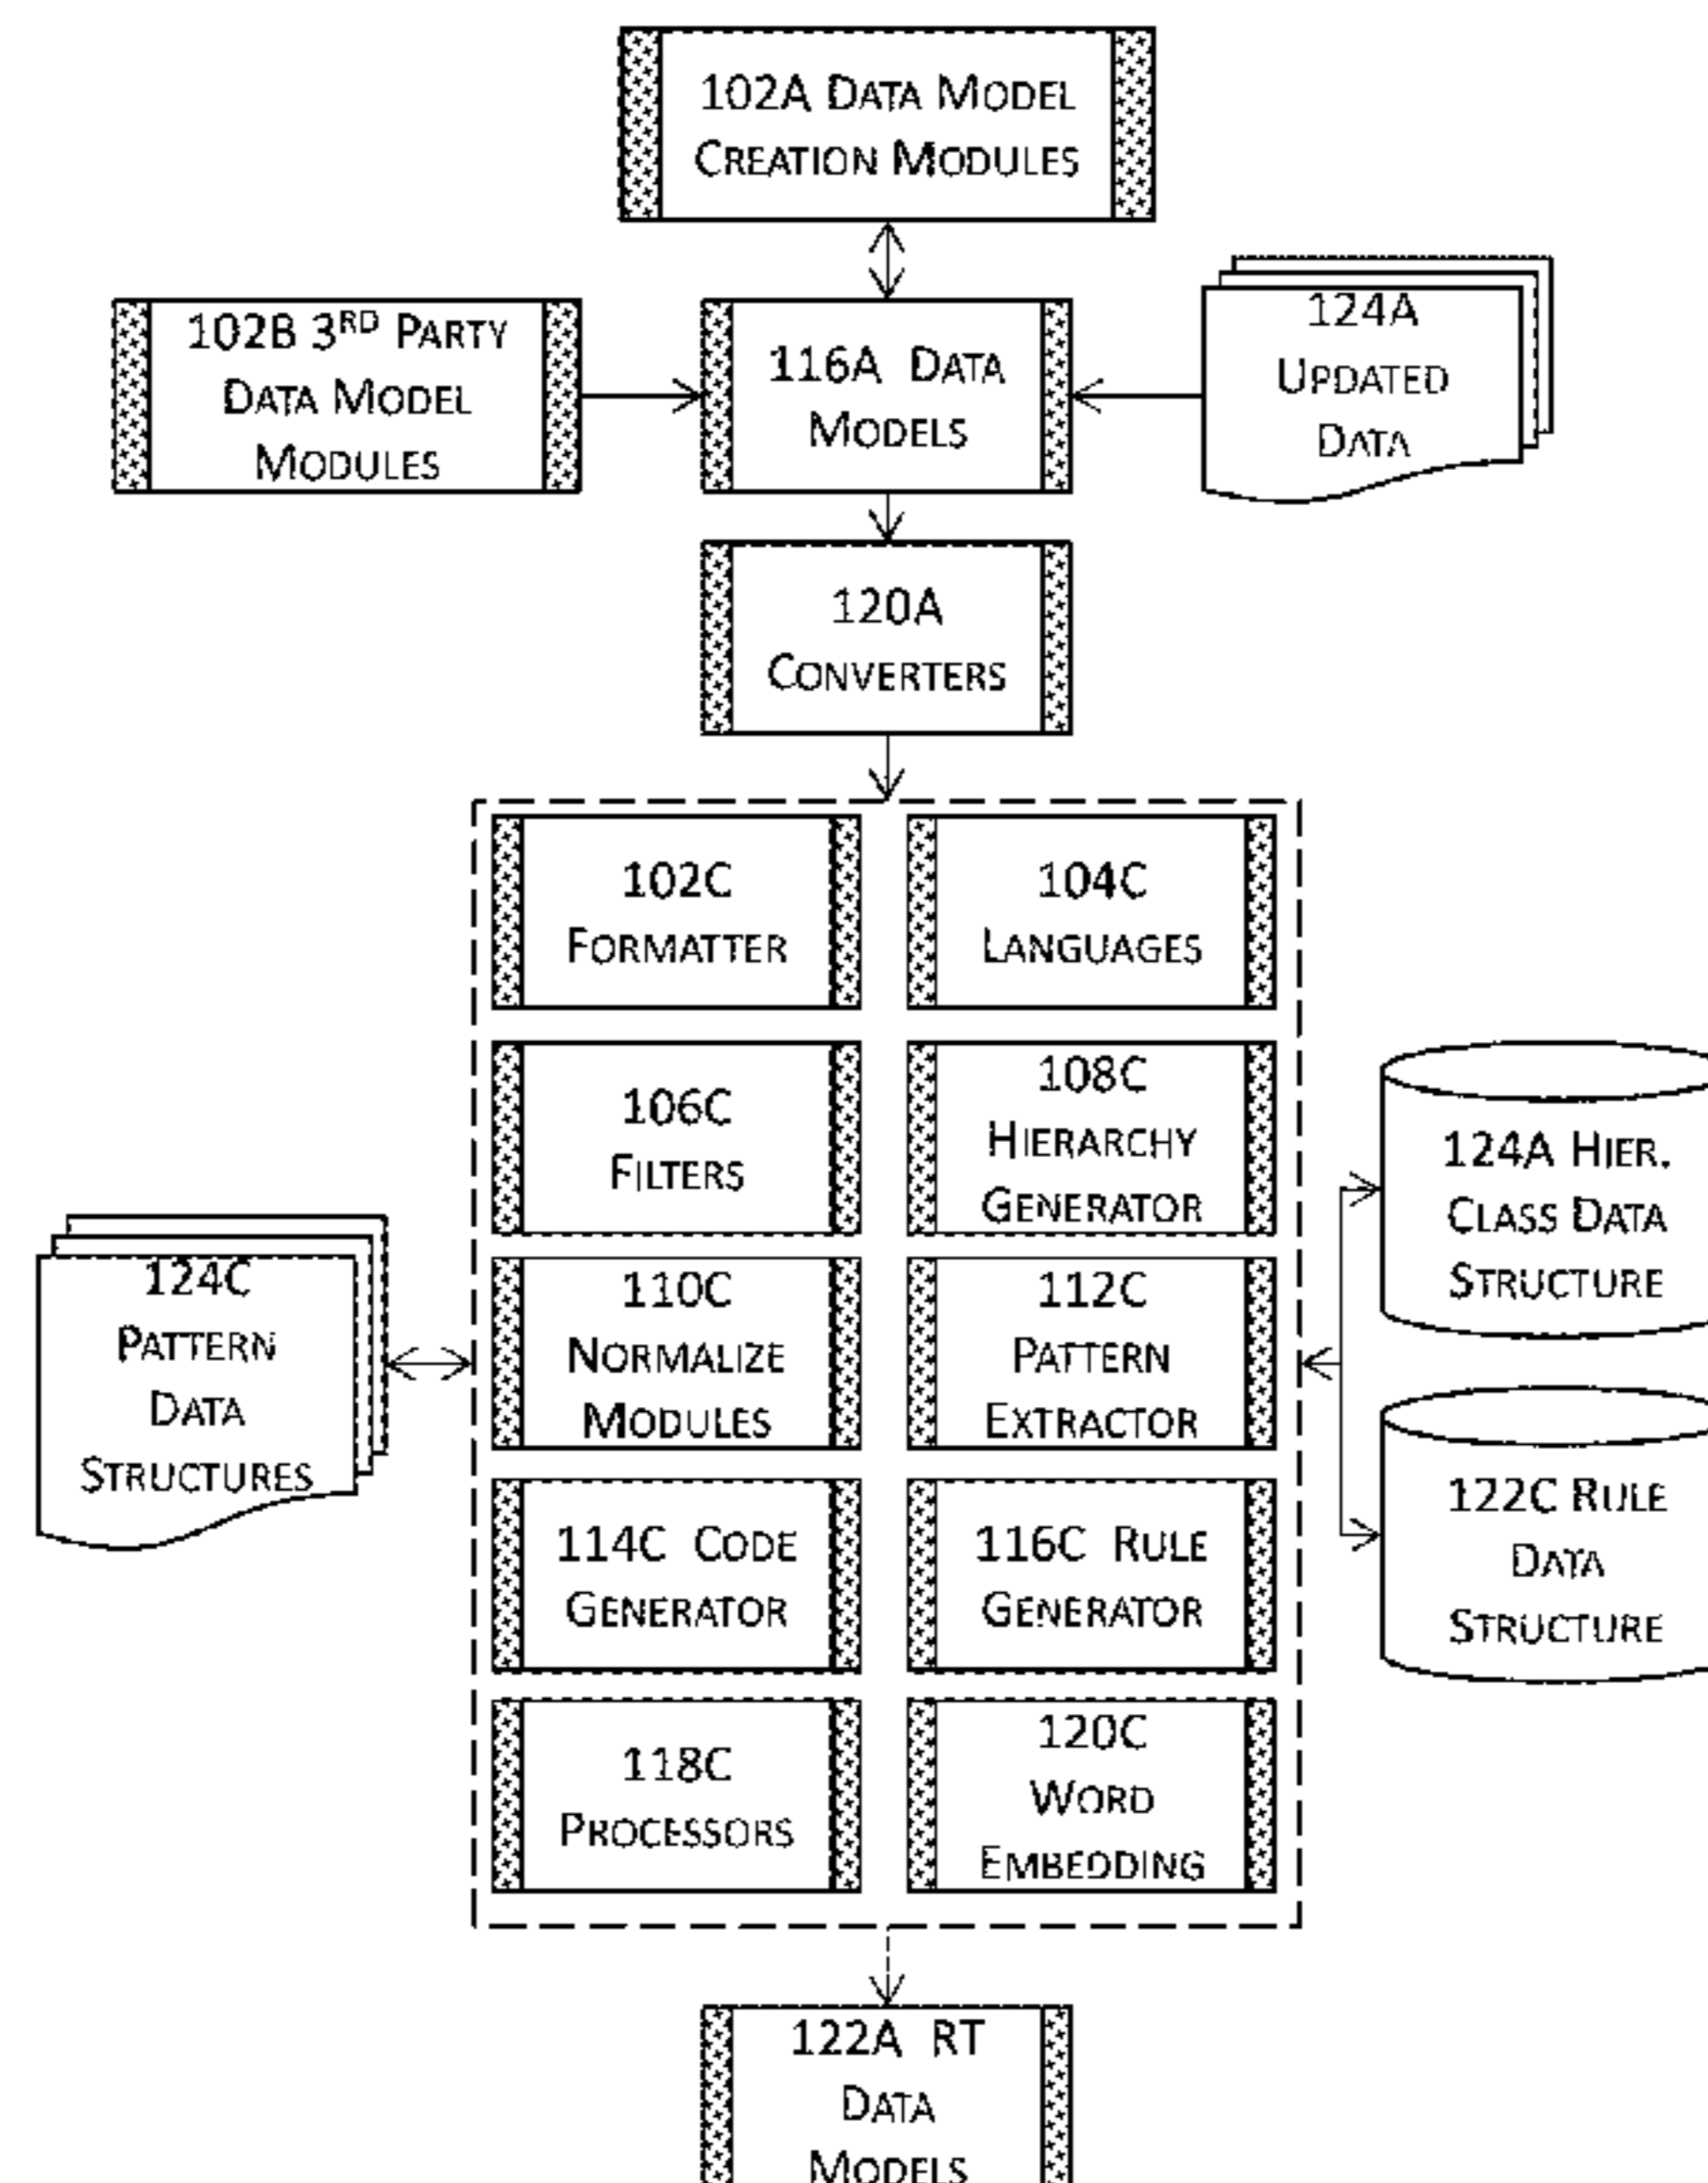 102A DATA MODEL
CREATION MODULES
102B 3RD PARTY
DATA MODEL
MODULES
116A DATA
MODELS
124A
UPDATED
DATA
120A
CONVERTERS
102C
FORMATTER
104C
LANGUAGES
106C
FILTERS
108C
HIERARCHY
GENERATOR
124A HIER.
CLASS DATA
STRUCTURE
124C
PATTERN
DATA
STRUCTURES
110C
NORMALIZE
MODULES
112C
PATTERN
EXTRACTOR
122C RULE
DATA
STRUCTURE
114C CODE
GENERATOR
116C RULE
GENERATOR
118C
PROCESSORS
120C
WORD
EMBEDDING
122A RT
DATA
MODELS